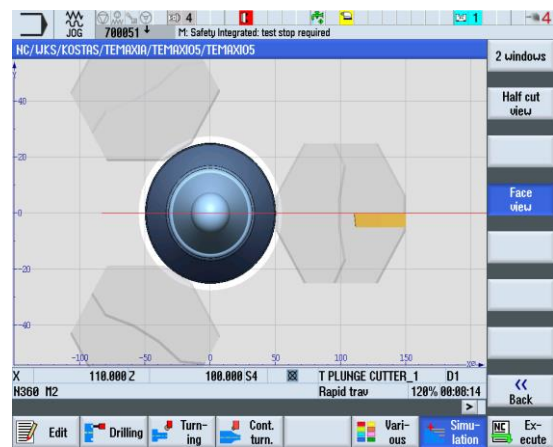 4
1
4
JOG
700051 ↓
M: Safety Integrated: test stop required
NC/WKS/KOSTAS/TEMAXIA/TEMAXIO5/TEMAXIO5
2 windows
Half cut
view
Face
view
40
20
0
-20
-40
-100
-50
0
50
100
150
X
110.000 Z
100.000 S4
T PLUNGE CUTTER_1
D1
N360 M2
Rapid trav
120% 00:08:14
>
«
Back
Edit
Drilling
Turn-
ing
Cont.
turn.
Vari-
ous
Simu-
lation
NC
Ex-
ecute